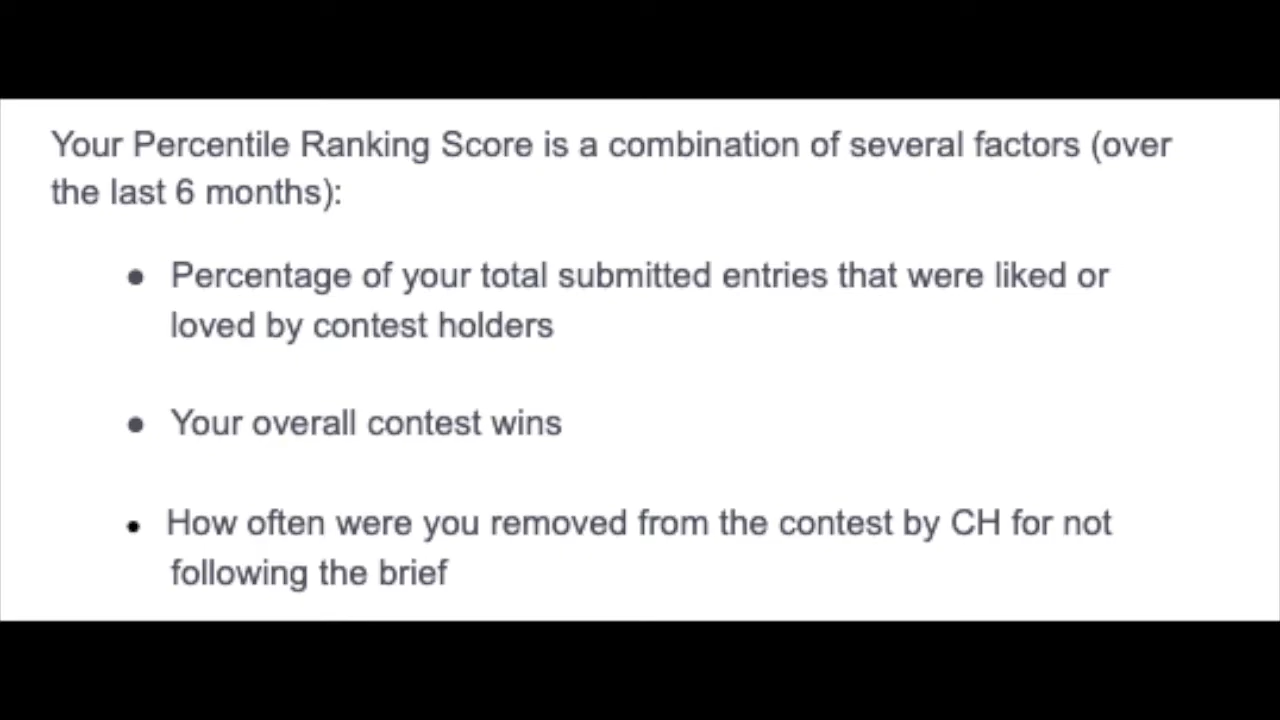 Your Percentile Ranking Score is a combination of several factors (over
the last 6 months):
● Percentage of your total submitted entries that were liked or
loved by contest holders
● Your overall contest wins
● How often were you removed from the contest by CH for not
following the brief